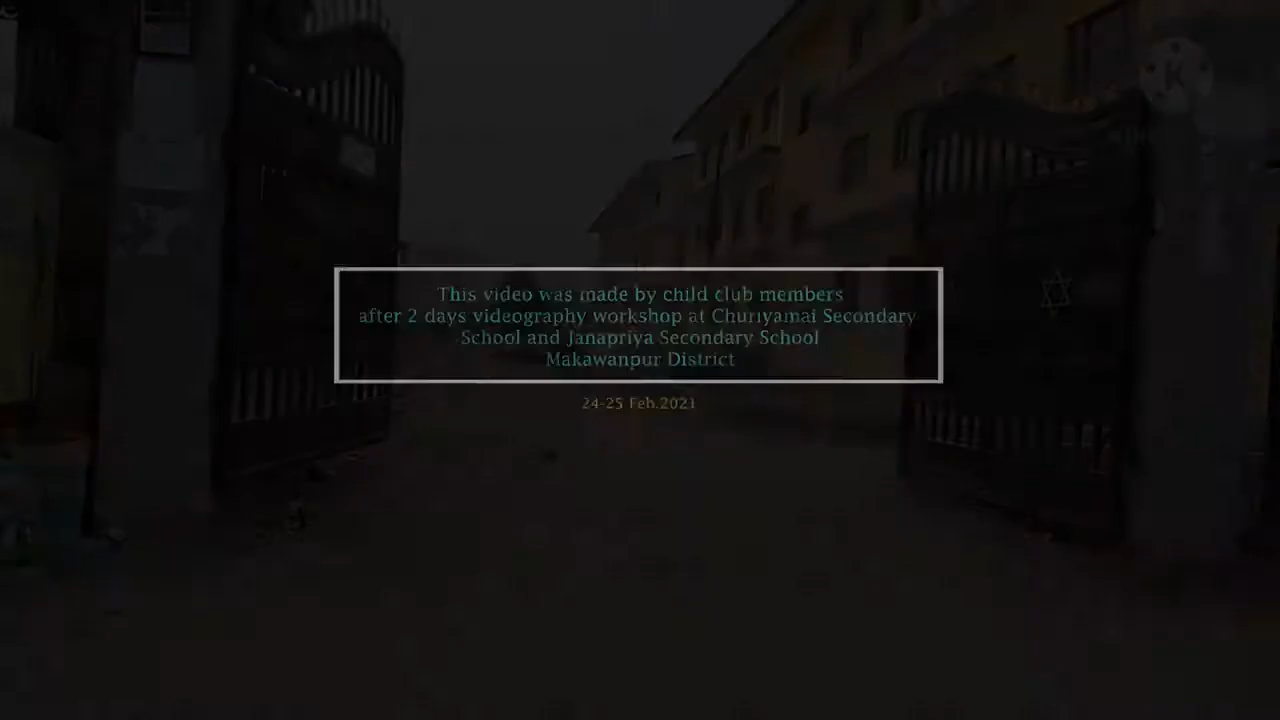 This video was made by child club members
after 2 days videography workshop at Churiyamai Secondary
School and Janapriya Secondary School
Makawanpur District
24-25 Feb.2021
K